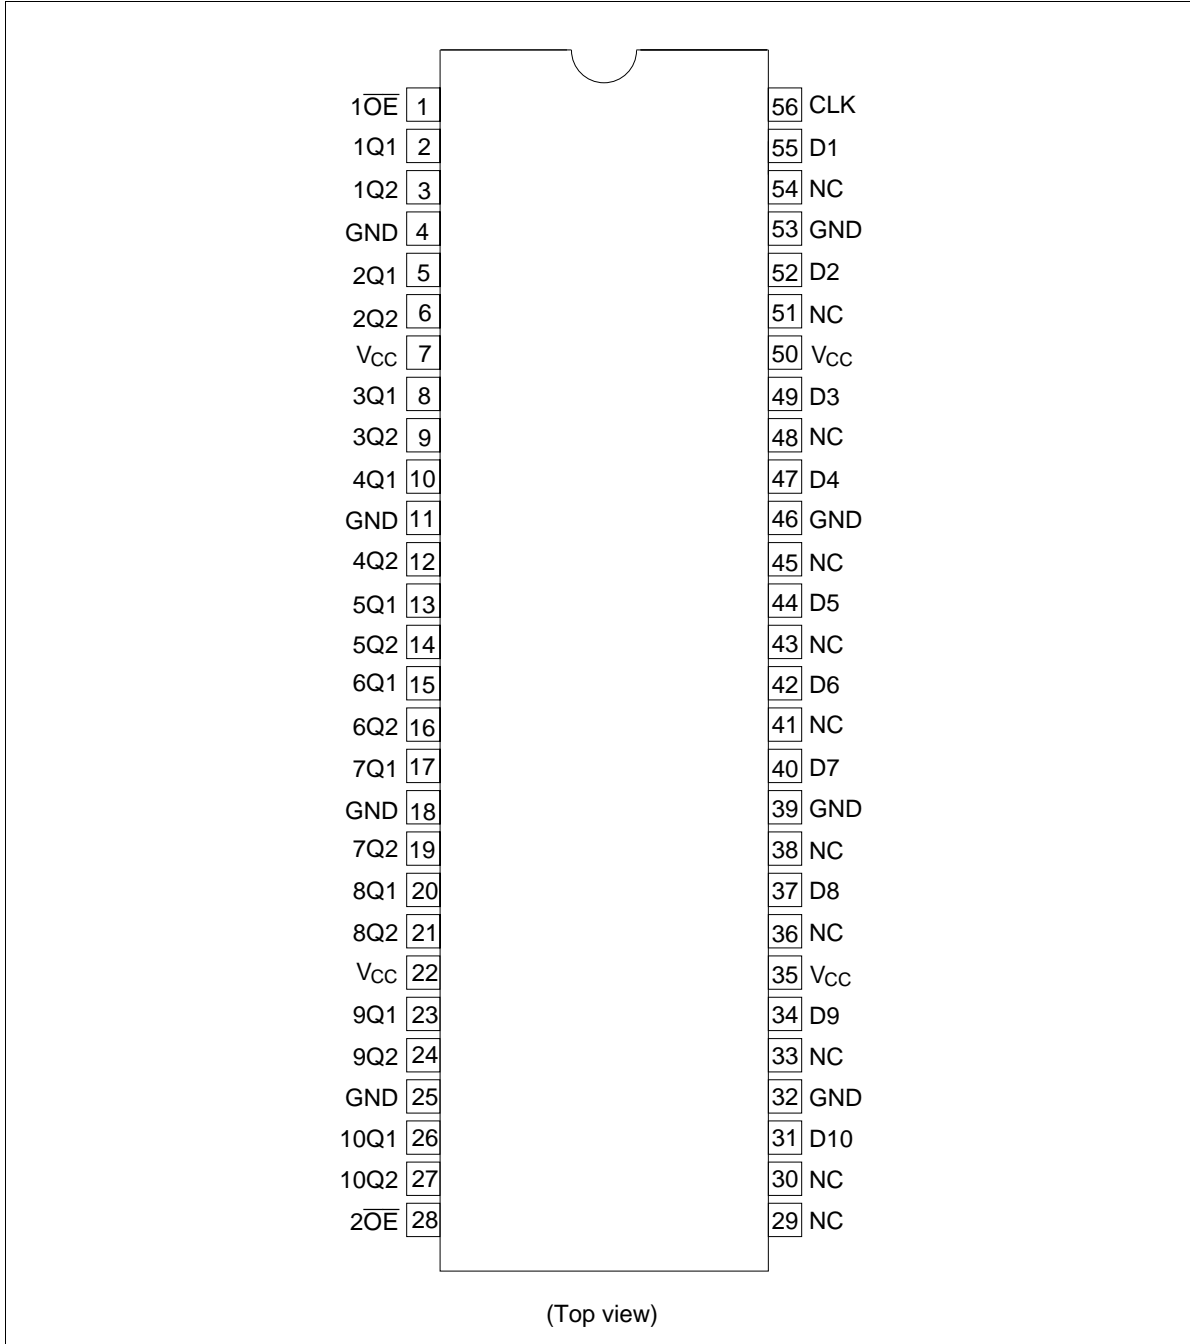 1O̅E̅ 1 56 CLK
1Q1 2 55 D1
1Q2 3 54 NC
GND 4 53 GND
2Q1 5 52 D2
2Q2 6 51 NC
VCC 7 50 VCC
3Q1 8 49 D3
3Q2 9 48 NC
4Q1 10 47 D4
GND 11 46 GND
4Q2 12 45 NC
5Q1 13 44 D5
5Q2 14 43 NC
6Q1 15 42 D6
6Q2 16 41 NC
7Q1 17 40 D7
GND 18 39 GND
7Q2 19 38 NC
8Q1 20 37 D8
8Q2 21 36 NC
VCC 22 35 VCC
9Q1 23 34 D9
9Q2 24 33 NC
GND 25 32 GND
10Q1 26 31 D10
10Q2 27 30 NC
2O̅E̅ 28 29 NC
(Top view)